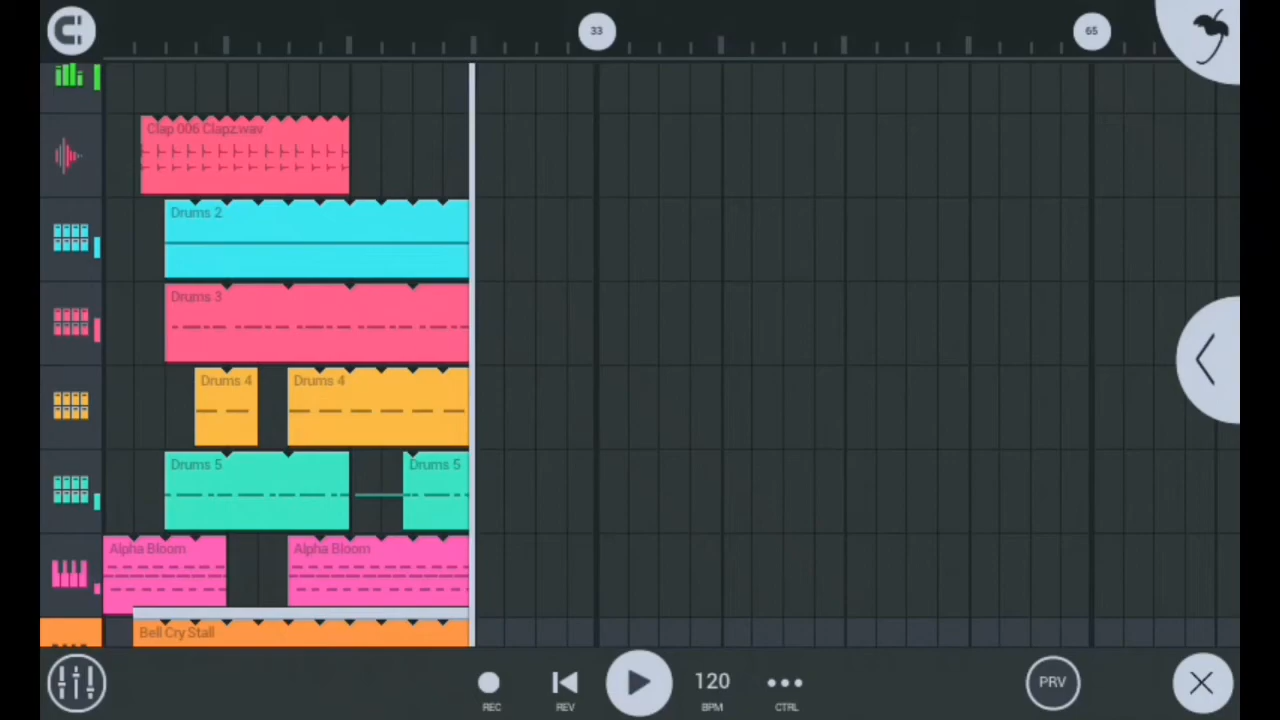 33
65
Clap 006 Clapz.wav
Drums 2
Drums 3
Drums 4
Drums 4
Drums 5
Drums 5
Alpha Bloom
Alpha Bloom
Bell Cry Stall
120
PRV
REC
REV
BPM
CTRL